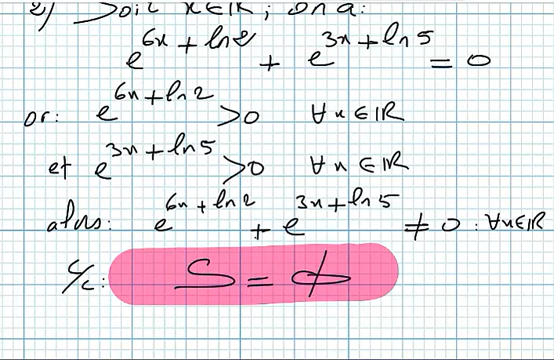 2) Soit x∈ℝ; on a:
e^{6x+ln2} + e^{3x+ln5} = 0
or: e^{6x+ln2} >0 ∀x∈ℝ
et e^{3x+ln5} >0 ∀x∈ℝ
alors: e^{6x+ln2} + e^{3x+ln5} ≠ 0 : ∀x∈ℝ
C/c: S = ϕ